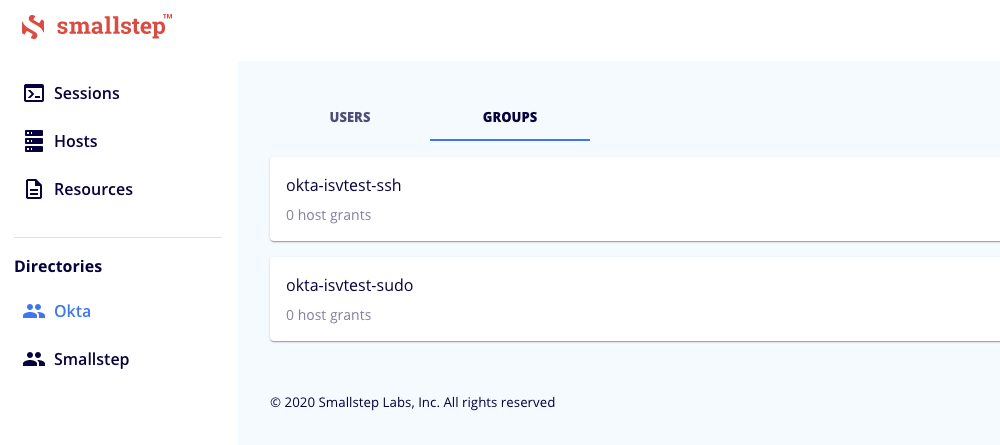 smallstep™
Sessions
Hosts
Resources
Directories
Okta
Smallstep
USERS
GROUPS
okta-isvtest-ssh
0 host grants
okta-isvtest-sudo
0 host grants
© 2020 Smallstep Labs, Inc. All rights reserved